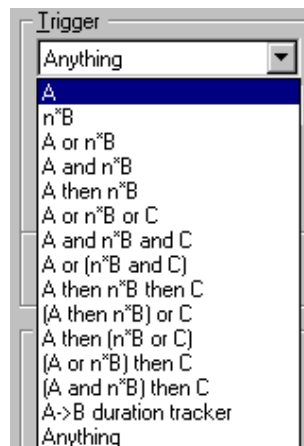 Trigger
Anything
A
n*B
A or n*B
A and n*B
A then n*B
A or n*B or C
A and n*B and C
A or (n*B and C)
A then n*B then C
(A then n*B) or C
A then (n*B or C)
(A or n*B) then C
(A and n*B) then C
A->B duration tracker
Anything